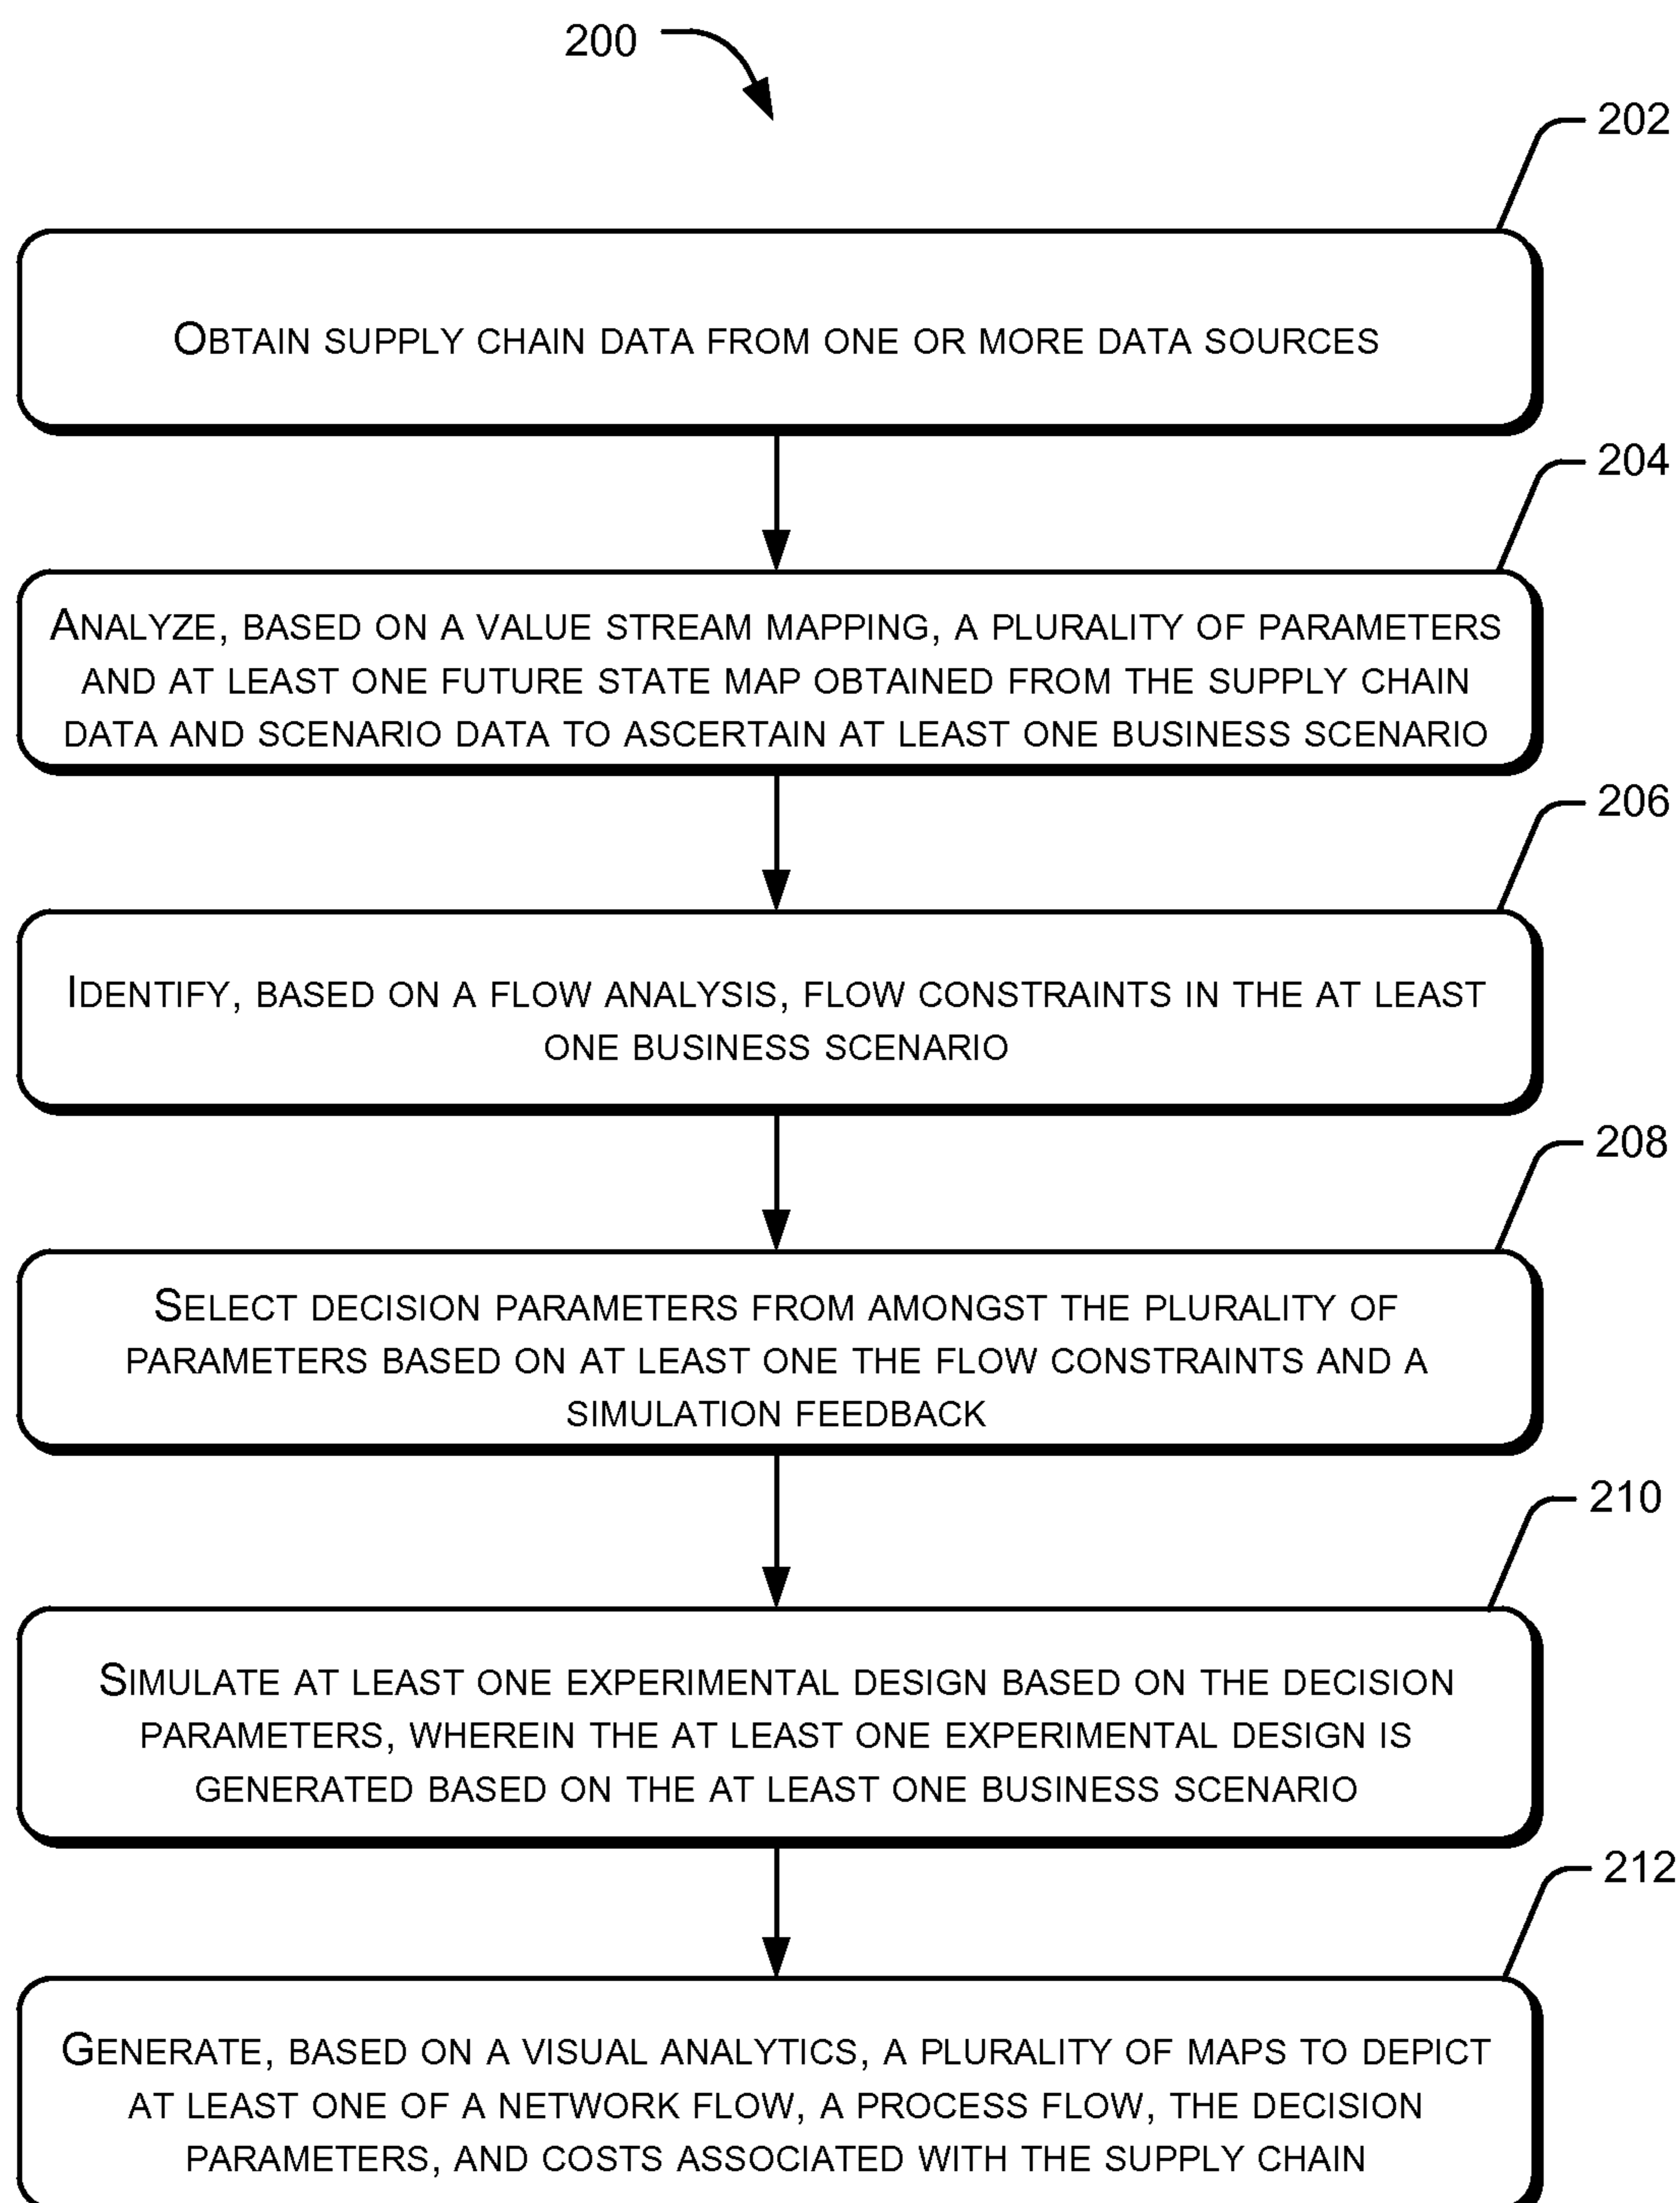 200
202
OBTAIN SUPPLY CHAIN DATA FROM ONE OR MORE DATA SOURCES
204
ANALYZE, BASED ON A VALUE STREAM MAPPING, A PLURALITY OF PARAMETERS
AND AT LEAST ONE FUTURE STATE MAP OBTAINED FROM THE SUPPLY CHAIN
DATA AND SCENARIO DATA TO ASCERTAIN AT LEAST ONE BUSINESS SCENARIO
206
IDENTIFY, BASED ON A FLOW ANALYSIS, FLOW CONSTRAINTS IN THE AT LEAST
ONE BUSINESS SCENARIO
208
SELECT DECISION PARAMETERS FROM AMONGST THE PLURALITY OF
PARAMETERS BASED ON AT LEAST ONE THE FLOW CONSTRAINTS AND A
SIMULATION FEEDBACK
210
SIMULATE AT LEAST ONE EXPERIMENTAL DESIGN BASED ON THE DECISION
PARAMETERS, WHEREIN THE AT LEAST ONE EXPERIMENTAL DESIGN IS
GENERATED BASED ON THE AT LEAST ONE BUSINESS SCENARIO
212
GENERATE, BASED ON A VISUAL ANALYTICS, A PLURALITY OF MAPS TO DEPICT
AT LEAST ONE OF A NETWORK FLOW, A PROCESS FLOW, THE DECISION
PARAMETERS, AND COSTS ASSOCIATED WITH THE SUPPLY CHAIN